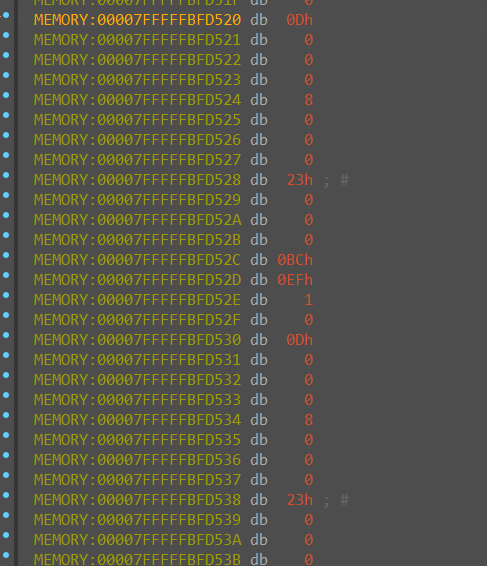 MEMORY:00007FFFFFBFD51F db 0
MEMORY:00007FFFFFBFD520 db 0Dh
MEMORY:00007FFFFFBFD521 db 0
MEMORY:00007FFFFFBFD522 db 0
MEMORY:00007FFFFFBFD523 db 0
MEMORY:00007FFFFFBFD524 db 8
MEMORY:00007FFFFFBFD525 db 0
MEMORY:00007FFFFFBFD526 db 0
MEMORY:00007FFFFFBFD527 db 0
MEMORY:00007FFFFFBFD528 db 23h ; #
MEMORY:00007FFFFFBFD529 db 0
MEMORY:00007FFFFFBFD52A db 0
MEMORY:00007FFFFFBFD52B db 0
MEMORY:00007FFFFFBFD52C db 0BCh
MEMORY:00007FFFFFBFD52D db 0EFh
MEMORY:00007FFFFFBFD52E db 1
MEMORY:00007FFFFFBFD52F db 0
MEMORY:00007FFFFFBFD530 db 0Dh
MEMORY:00007FFFFFBFD531 db 0
MEMORY:00007FFFFFBFD532 db 0
MEMORY:00007FFFFFBFD533 db 0
MEMORY:00007FFFFFBFD534 db 8
MEMORY:00007FFFFFBFD535 db 0
MEMORY:00007FFFFFBFD536 db 0
MEMORY:00007FFFFFBFD537 db 0
MEMORY:00007FFFFFBFD538 db 23h ; #
MEMORY:00007FFFFFBFD539 db 0
MEMORY:00007FFFFFBFD53A db 0
MEMORY:00007FFFFFBFD53B db 0